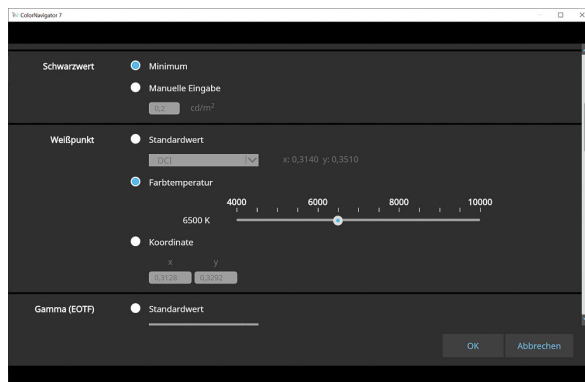 ColorNavigator 7
Schwarzwert
Minimum
Manuelle Eingabe
0,2 cd/m²
Weißpunkt
Standardwert
DCI x: 0,3140 y: 0,3510
Farbtemperatur
4000 6000 8000 10000
6500 K
Koordinate
x y
0,3128 0,3292
Gamma (EOTF)
Standardwert
OK Abbrechen